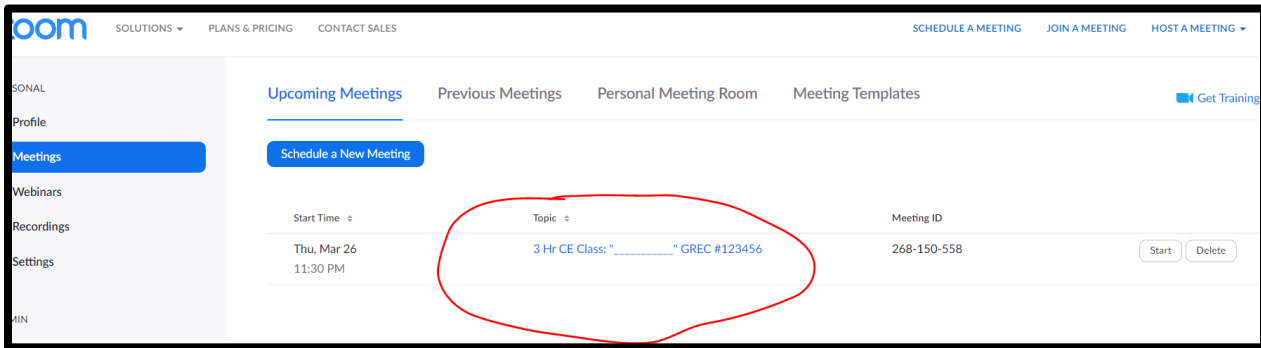 zoom SOLUTIONS PLANS & PRICING CONTACT SALES SCHEDULE A MEETING JOIN A MEETING HOST A MEETING
SONAL
Upcoming Meetings Previous Meetings Personal Meeting Room Meeting Templates
Get Training
Profile
Meetings
Schedule a New Meeting
Webinars
Recordings
Start Time Topic Meeting ID
Settings
Thu, Mar 26 3 Hr CE Class: "___________" GREC #123456 268-150-558 Start Delete
11:30 PM
MIN